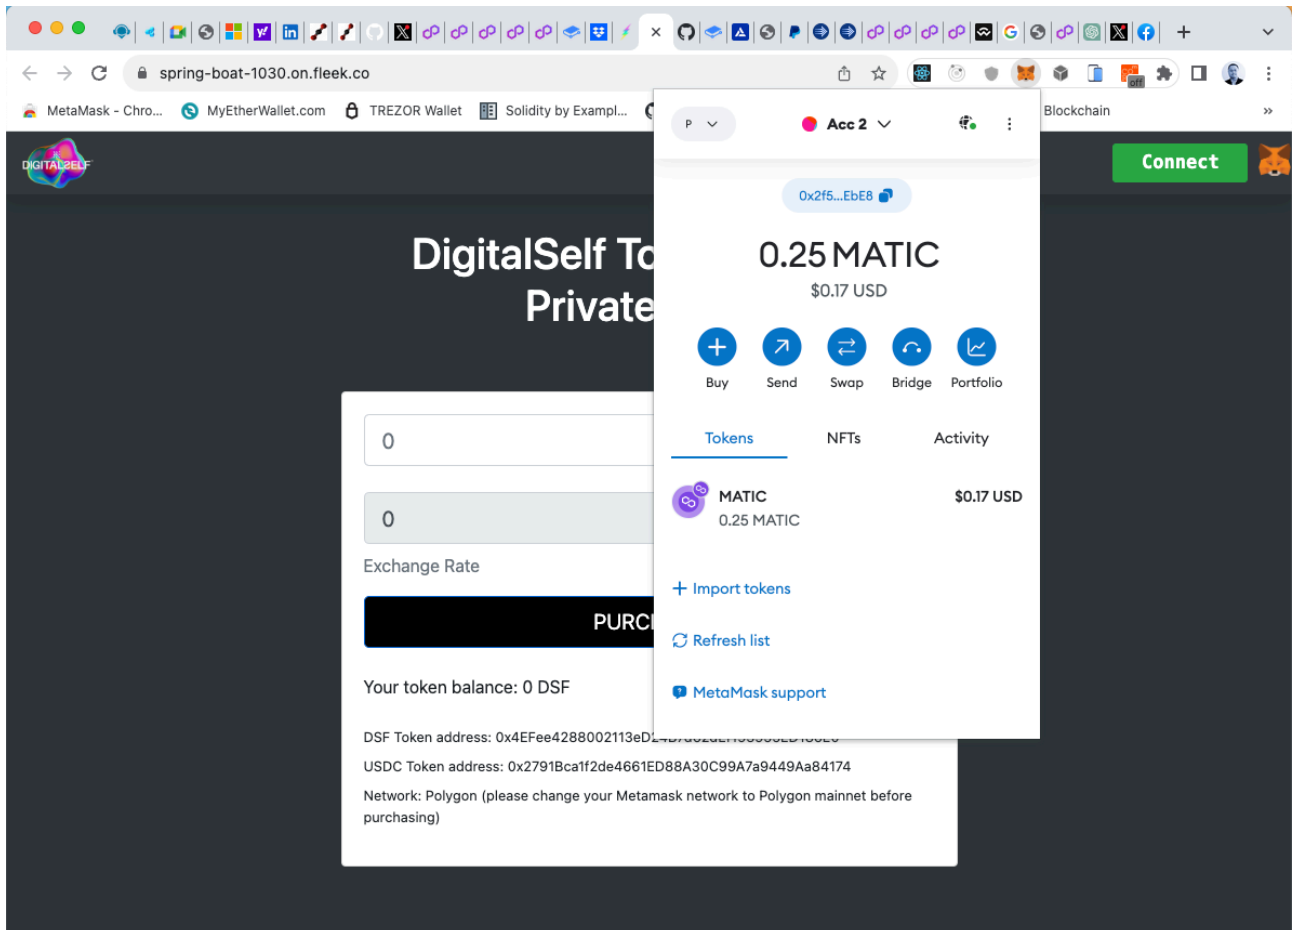 spring-boat-1030.on.fleek.co
off
MetaMask - Chro...
MyEtherWallet.com
TREZOR Wallet
Solidity by Exampl...
Blockchain
»
P
Acc 2
DIGITALSELF
Connect
0x2f5...EbE8
DigitalSelf To
Private
0.25 MATIC
$0.17 USD
Buy
Send
Swap
Bridge
Portfolio
Tokens
NFTs
Activity
0
MATIC
$0.17 USD
0.25 MATIC
0
Exchange Rate
+ Import tokens
PURC
Refresh list
Your token balance: 0 DSF
MetaMask support
DSF Token address:
USDC Token address: 0x2791Bca1f2de4661ED88A30C99A7a9449Aa84174
Network: Polygon (please change your Metamask network to Polygon mainnet before
purchasing)